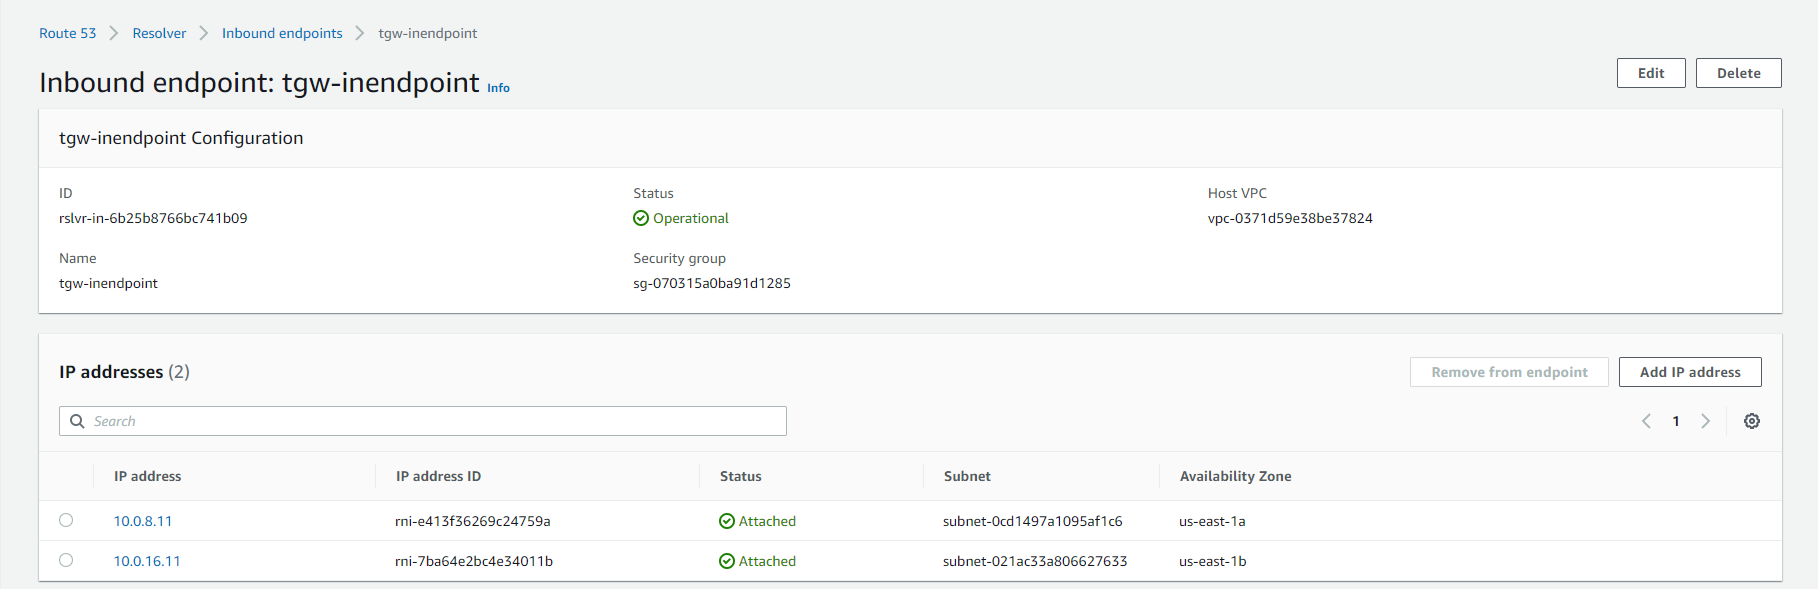 Route 53 > Resolver > Inbound endpoints > tgw-inendpoint
Inbound endpoint: tgw-inendpoint Info
Edit Delete
tgw-inendpoint Configuration
ID Status Host VPC
rslvr-in-6b25b8766bc741b09 Operational vpc-0371d59e38be37824
Name Security group
tgw-inendpoint sg-070315a0ba91d1285
IP addresses (2)
Remove from endpoint Add IP address
Search
1
IP address IP address ID Status Subnet Availability Zone
10.0.8.11 rni-e413f36269c24759a Attached subnet-0cd1497a1095af1c6 us-east-1a
10.0.16.11 rni-7ba64e2bc4e34011b Attached subnet-021ac33a806627633 us-east-1b